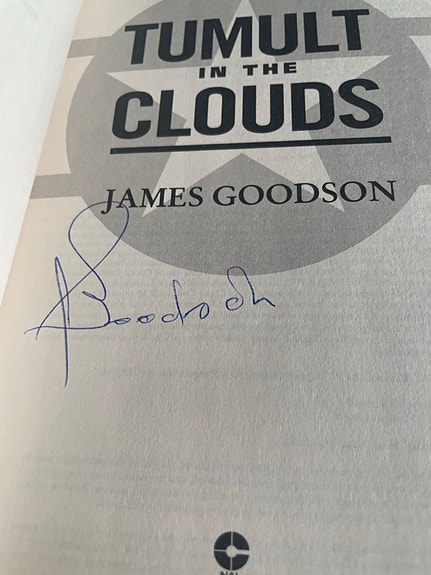 TUMULT
IN THE
CLOUDS
JAMES GOODSON
J Goodson